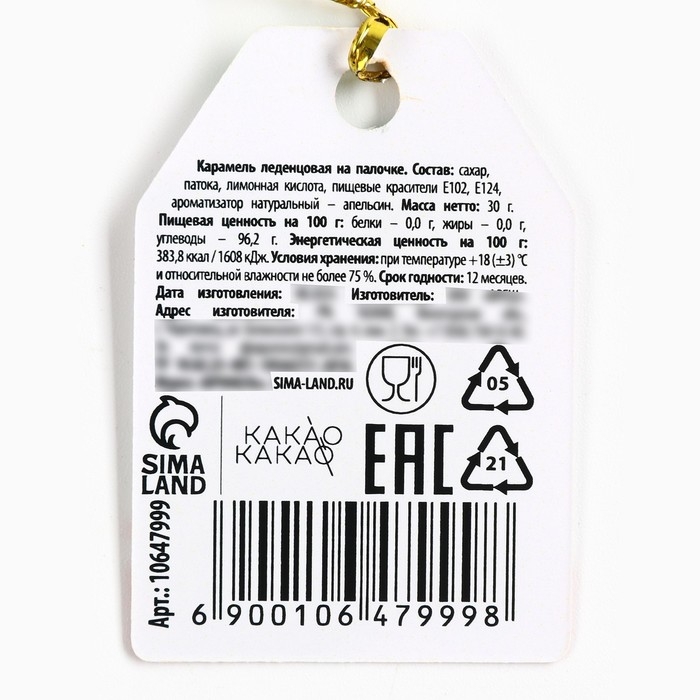 Карамель леденцовая на палочке. Состав: сахар,
патока, лимонная кислота, пищевые красители E102, E124,
ароматизатор натуральный – апельсин. Масса нетто: 30 г.
Пищевая ценность на 100 г: белки – 0,0 г, жиры – 0,0 г,
углеводы – 96,2 г. Энергетическая ценность на 100 г:
383,8 ккал / 1608 кДж. Условия хранения: при температуре +18 (±3) °С
и относительной влажности не более 75 %. Срок годности: 12 месяцев.
Дата изготовления: Изготовитель:
Адрес изготовителя:
SIMA-LAND.RU
05
SIMA
LAND
КАКАО
КАКАО
EAC
21
Арт.: 10647999
6 900106 479998